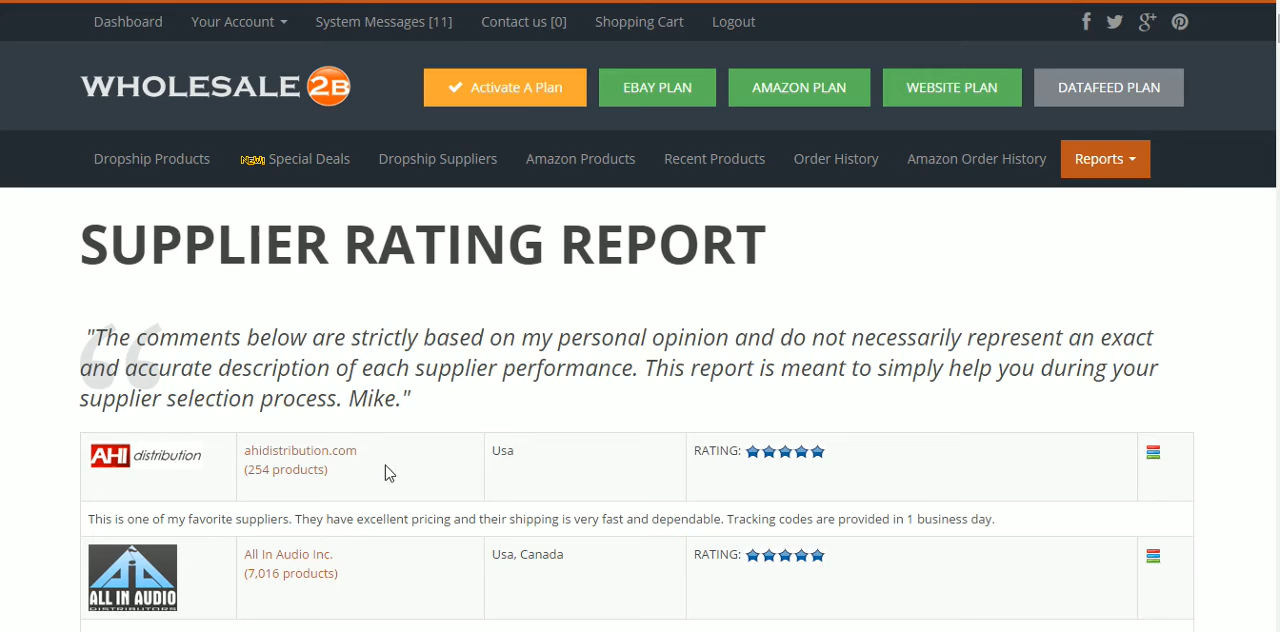 Dashboard Your Account System Messages [11] Contact us [0] Shopping Cart Logout
WHOLESALE 2B
Activate A Plan EBAY PLAN AMAZON PLAN WEBSITE PLAN DATAFEED PLAN
Dropship Products NEW! Special Deals Dropship Suppliers Amazon Products Recent Products Order History Amazon Order History Reports
SUPPLIER RATING REPORT
"The comments below are strictly based on my personal opinion and do not necessarily represent an exact
and accurate description of each supplier performance. This report is meant to simply help you during your
supplier selection process. Mike."
AHI distribution ahidistribution.com Usa RATING:
(254 products)
This is one of my favorite suppliers. They have excellent pricing and their shipping is very fast and dependable. Tracking codes are provided in 1 business day.
All In Audio Inc. Usa, Canada RATING:
(7,016 products)
ALL IN AUDIO
DISTRIBUTORS